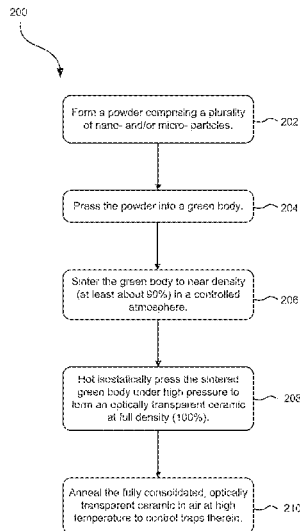 200
Form a powder comprising a plurality
of nano- and/or micro- particles.
202
Press the powder into a green body.
204
Sinter the green body to near density
(at least about 96%) in a controlled
atmosphere.
206
Hot isostatically press the sintered
green body under high pressure to
form an optically transparent ceramic
at full density (100%).
208
Anneal the fully consolidated, optically
transparent ceramic in air at high
temperature to control traps therein.
210